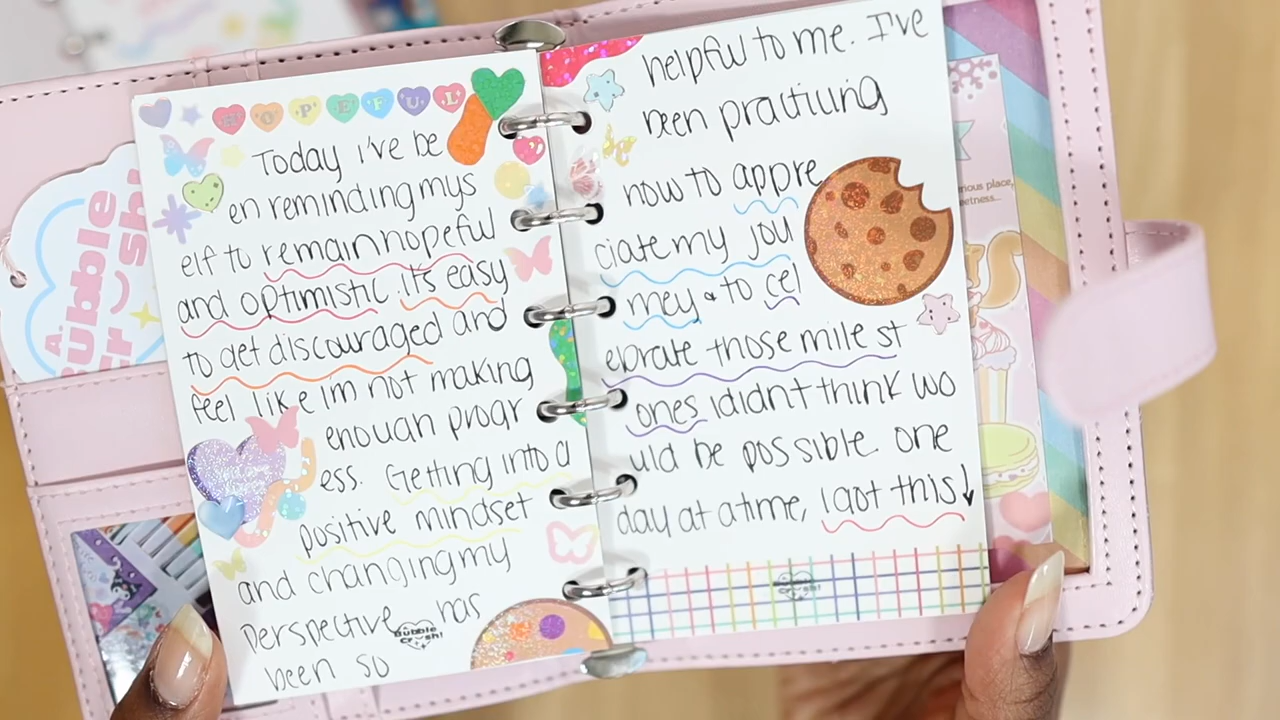 HOPEFUL
Today I've be
en reminding mys
elf to remain hopeful
and optimistic. It's easy
to get discouraged and
feel like im not making
enough progr
ess. Getting into a
positive mindset
and changing my
perspective has
been so
Bubble
Crush!
helpful to me. I've
been practicing
how to appre
ciate my jou
rney & to cel
ebrate those mile st
ones i didn't think wo
uld be possible. One
day at a time, I got this↓
A
Bubble